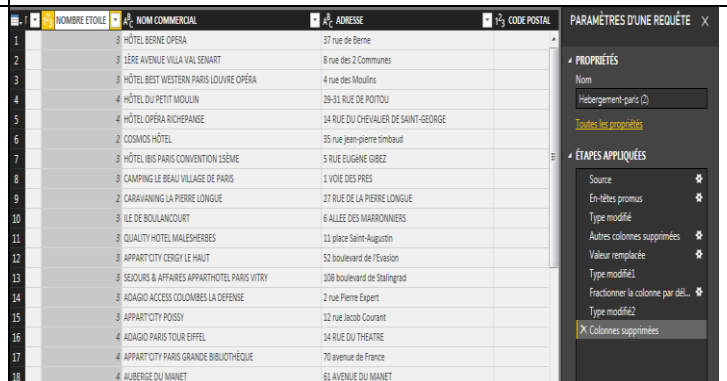 NOMBRE ETOILE A B C NOM COMMERCIAL A B C ADRESSE 1 2 3 CODE POSTAL
1 3 HÔTEL BERNE OPERA 37 rue de Berne
2 3 1ÈRE AVENUE VILLA VAL SENART 8 rue des 2 Communes
3 3 HÔTEL BEST WESTERN PARIS LOUVRE OPÉRA 4 rue des Moulins
4 4 HÔTEL DU PETIT MOULIN 29-31 RUE DE POITOU
5 4 HÔTEL OPÉRA RICHEPANSE 14 RUE DU CHEVALIER DE SAINT-GEORGE
6 2 COSMOS HÔTEL 35 rue jean-pierre timbaud
7 3 HÔTEL IBIS PARIS CONVENTION 15ÈME 5 RUE EUGèNE GIBEZ
8 3 CAMPING LE BEAU VILLAGE DE PARIS 1 VOIE DES PRES
9 2 CARAVANING LA PIERRE LONGUE 27 RUE DE LA PIERRE LONGUE
10 3 ILE DE BOULANCOURT 6 ALLEE DES MARRONNIERS
11 3 QUALITY HOTEL MALESHERBES 11 place Saint-Augustin
12 3 APPART'CITY CERGY LE HAUT 52 boulevard de l'Evasion
13 3 SEJOURS & AFFAIRES APPARTHOTEL PARIS VITRY 108 boulevard de Stalingrad
14 3 ADAGIO ACCESS COLOMBES LA DEFENSE 2 rue Pierre Expert
15 3 APPART'CITY POISSY 12 rue Jacob Courant
16 4 ADAGIO PARIS TOUR EIFFEL 14 RUE DU THEATRE
17 4 APPART'CITY PARIS GRANDE BIBLIOTHÈQUE 70 avenue de France
18 4 AUBERGE DU MANET 61 AVENUE DU MANET
PARAMÈTRES D'UNE REQUÊTE
PROPRIÉTÉS
Nom
Hebergement-paris (2)
Toutes les propriétés
ÉTAPES APPLIQUÉES
Source
En-têtes promus
Type modifié
Autres colonnes supprimées
Valeur remplacée
Type modifié1
Fractionner la colonne par dél...
Type modifié2
Colonnes supprimées